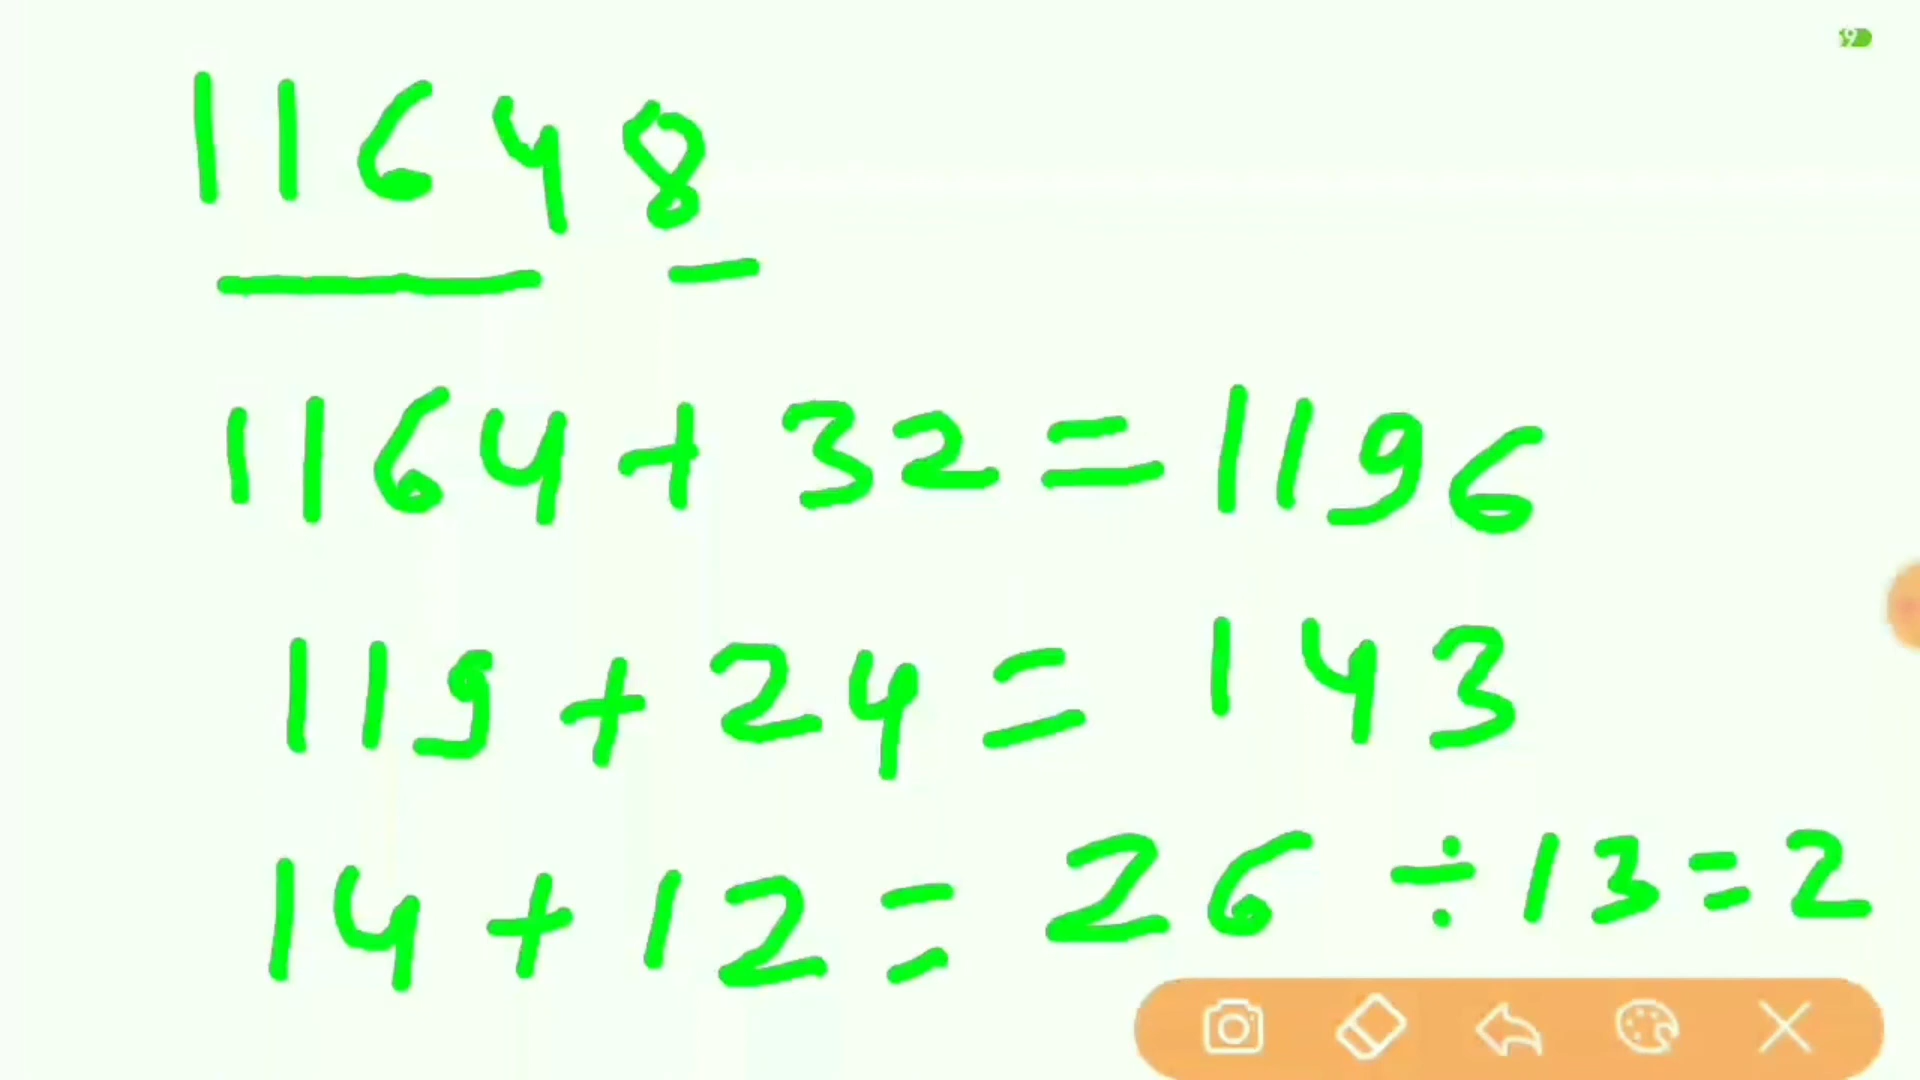 11648
1164 + 32 = 1196
119 + 24 = 143
14 + 12 = 26 ÷ 13 = 2